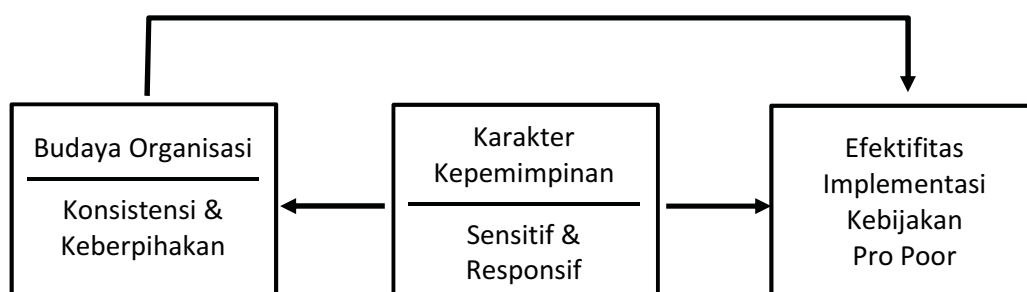 Budaya Organisasi
Konsistensi &
Keberpihakan
Karakter
Kepemimpinan
Sensitif &
Responsif
Efektifitas
Implementasi
Kebijakan
Pro Poor